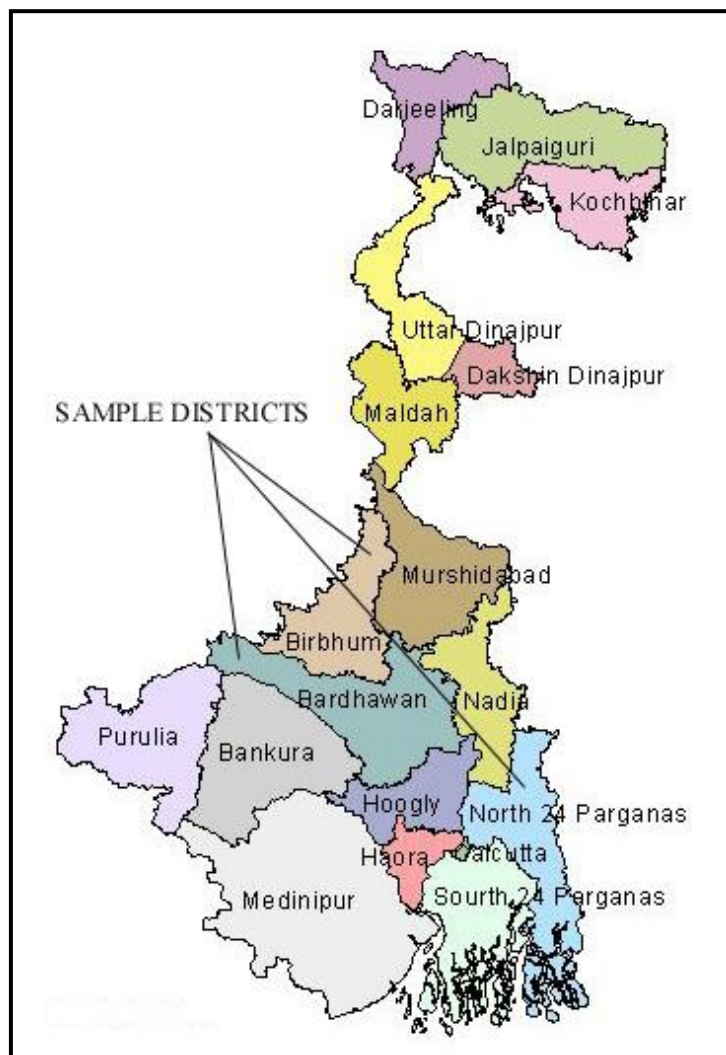 Darjeeling
Jalpaiguri
Kochbihar
Uttar Dinajpur
Dakshin Dinajpur
Maldah
SAMPLE DISTRICTS
Murshidabad
Birbhum
Bardhawan
Nadia
Purulia
Bankura
Hoogly
North 24 Parganas
Haora
Calcutta
Medinipur
Sourth 24 Parganas